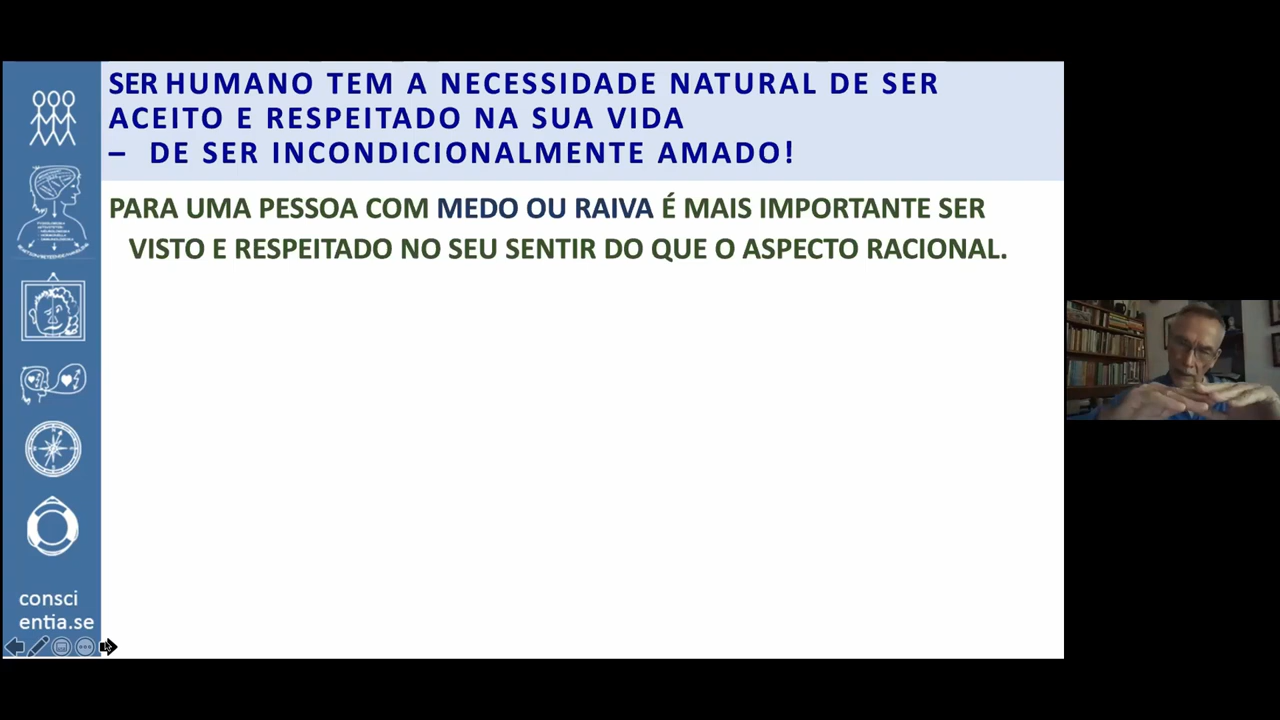 SER HUMANO TEM A NECESSIDADE NATURAL DE SER
ACEITO E RESPEITADO NA SUA VIDA
– DE SER INCONDICIONALMENTE AMADO!
PARA UMA PESSOA COM MEDO OU RAIVA É MAIS IMPORTANTE SER
VISTO E RESPEITADO NO SEU SENTIR DO QUE O ASPECTO RACIONAL.
consci
entia.se